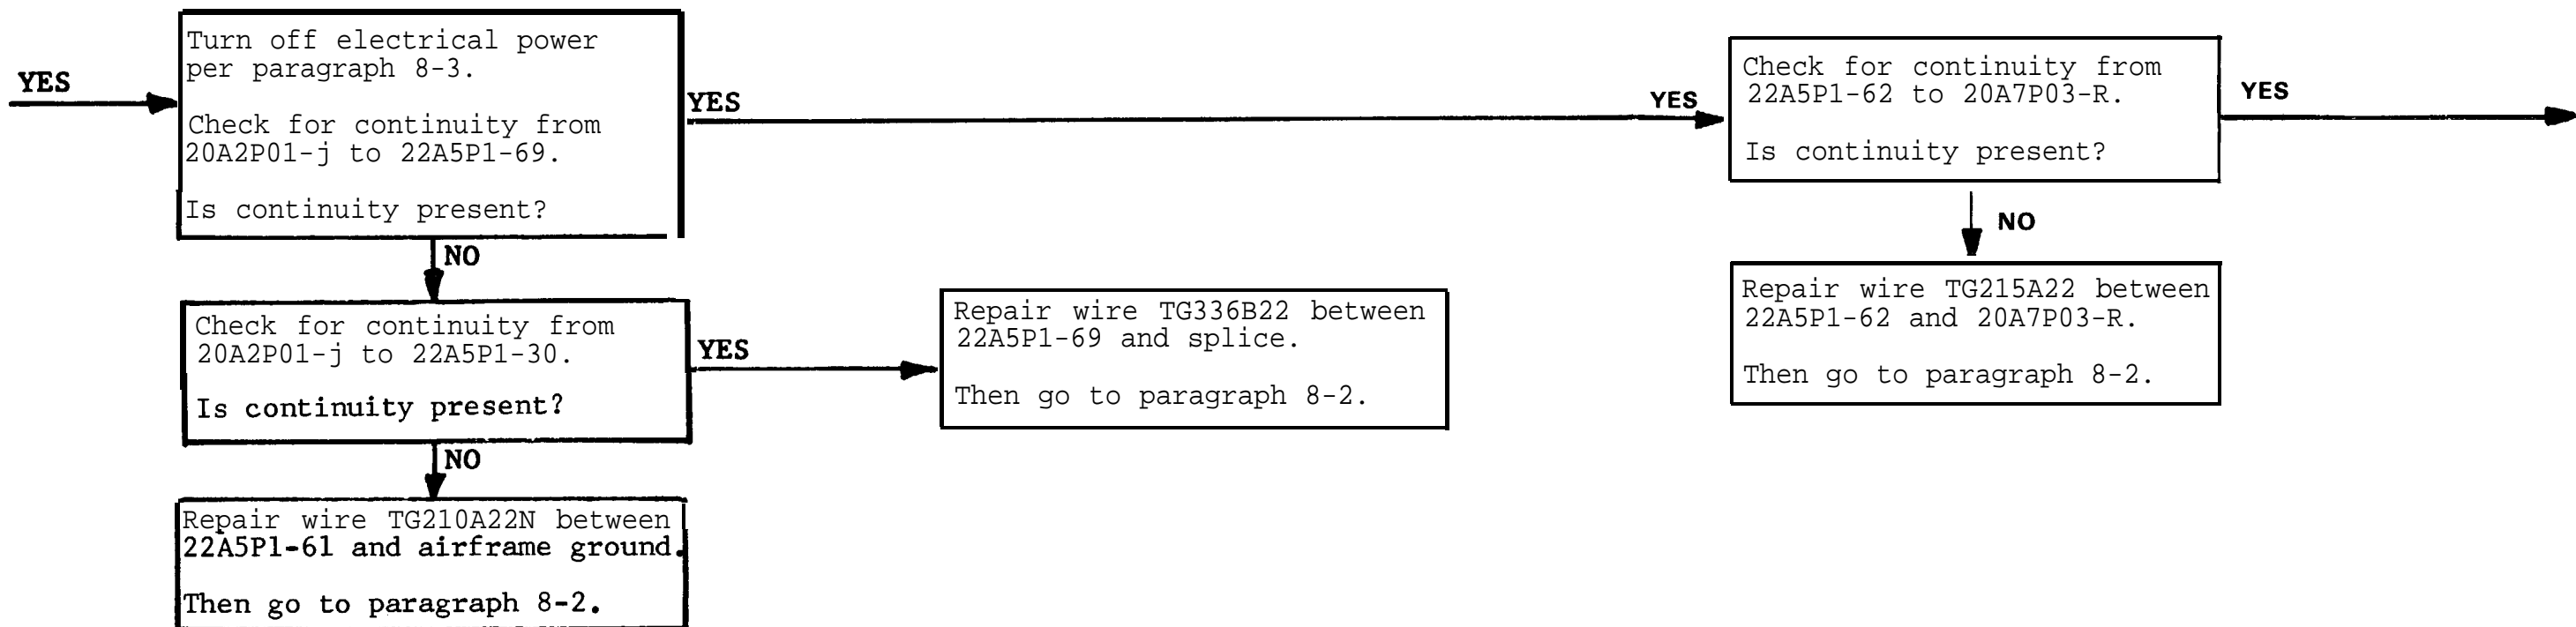 YES
Turn off electrical power
per paragraph 8-3.
Check for continuity from
20A2P01-j to 22A5P1-69.
Is continuity present?
YES
YES
Check for continuity from
22A5P1-62 to 20A7P03-R.
Is continuity present?
YES
NO
NO
Check for continuity from
20A2P01-j to 22A5P1-30.
Is continuity present?
YES
Repair wire TG336B22 between
22A5P1-69 and splice.
Then go to paragraph 8-2.
Repair wire TG215A22 between
22A5P1-62 and 20A7P03-R.
Then go to paragraph 8-2.
NO
Repair wire TG210A22N between
22A5P1-61 and airframe ground.
Then go to paragraph 8-2.